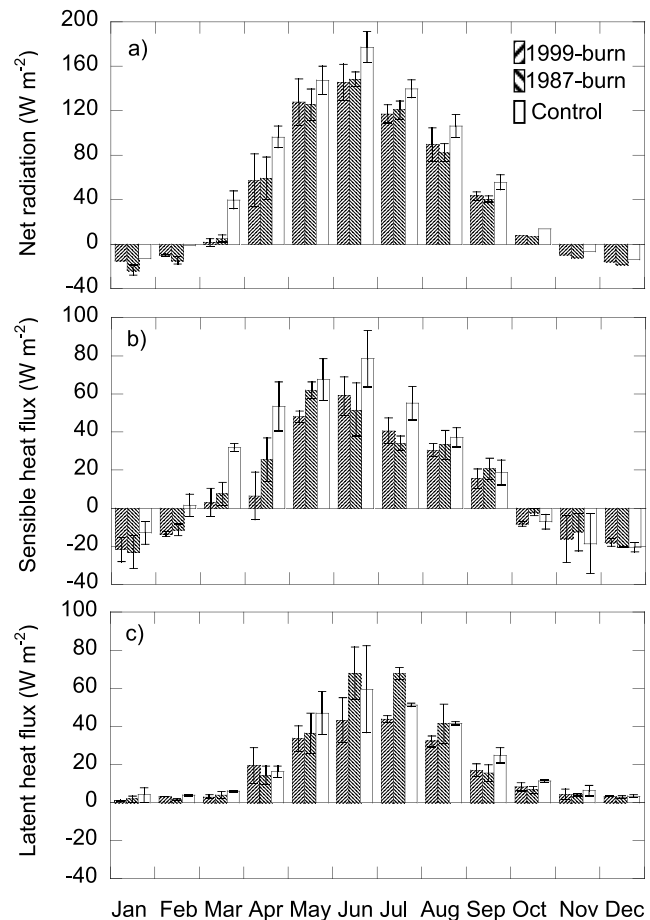 200
160
120
80
40
0
-40
Net radiation (W m-2)
a)
1999-burn
1987-burn
Control
100
80
60
40
20
0
-20
-40
Sensible heat flux (W m-2)
b)
100
80
60
40
20
0
-20
-40
Latent heat flux (W m-2)
c)
Jan Feb Mar Apr May Jun Jul Aug Sep Oct Nov Dec